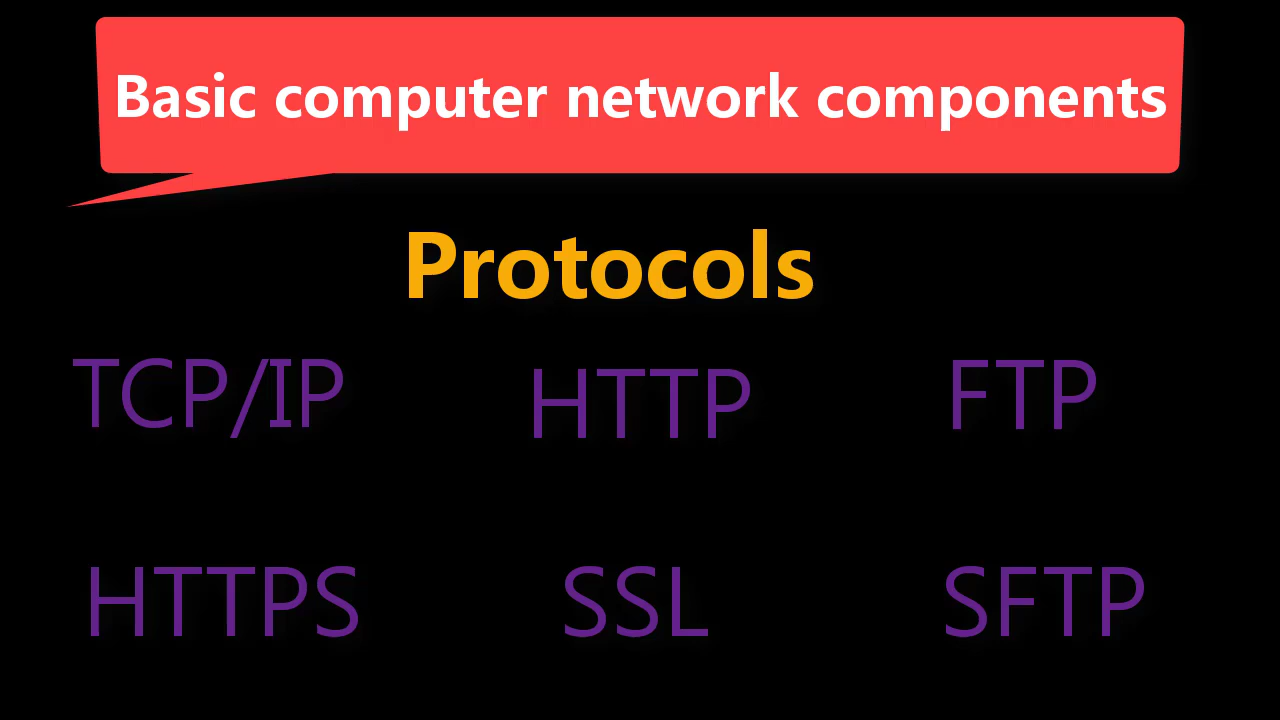 Basic computer network components
Protocols
TCP/IP HTTP FTP
HTTPS SSL SFTP